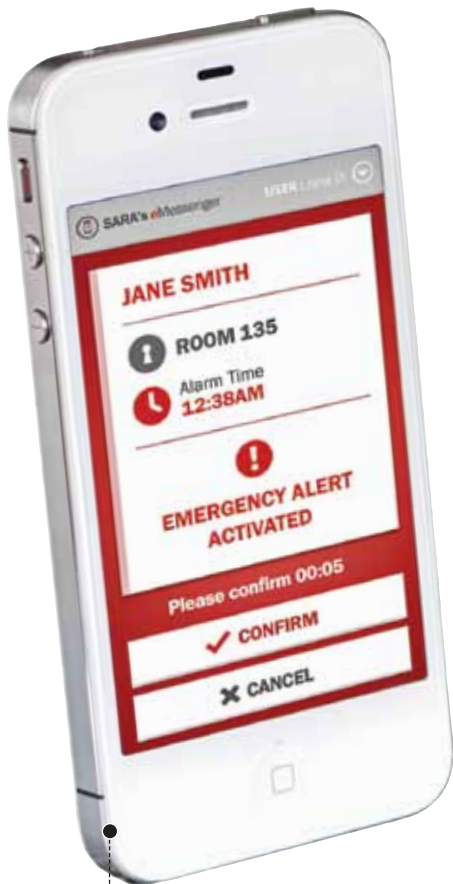 SARA's eMessenger
USER
JANE SMITH
ROOM 135
Alarm Time
12:38AM
EMERGENCY ALERT
ACTIVATED
Please confirm 00:05
CONFIRM
CANCEL